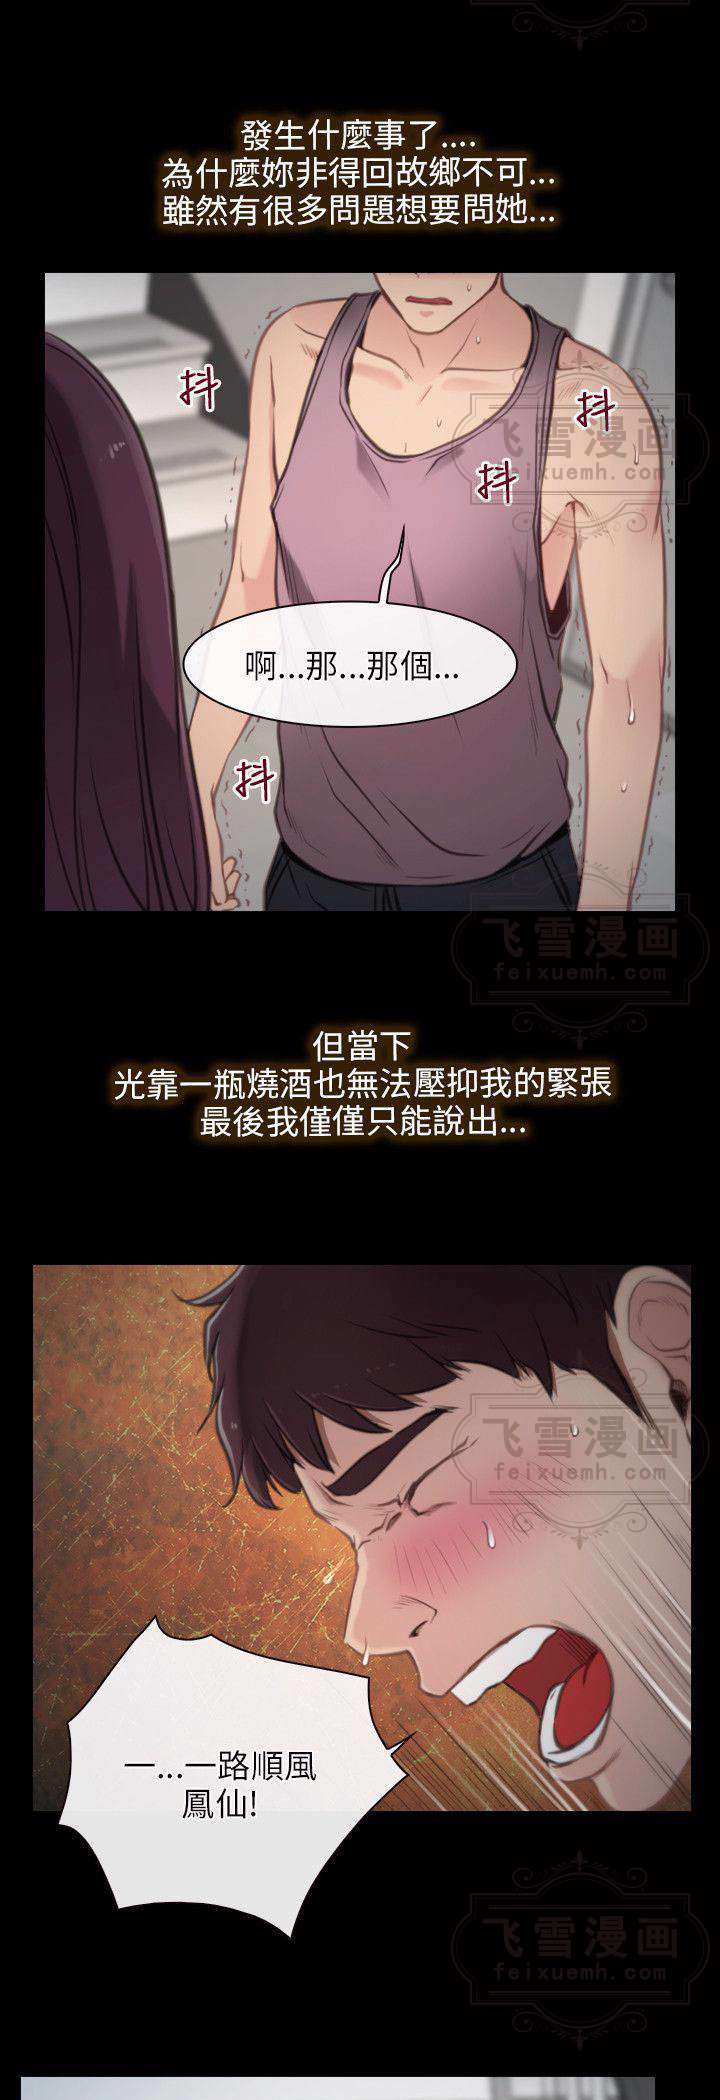 發生什麼事了....
為什麼妳非得回故鄉不可...
雖然有很多問題想要問她...
抖
抖
抖
飞雪漫画
feixuemh.com
啊...那...那個...
抖
飞雪漫画
feixuemh.com
但當下
光靠一瓶燒酒也無法壓抑我的緊張
最後我僅僅只能說出...
飞雪漫画
feixuemh.com
一...一路順風
鳳仙!
飞雪漫画
feixuemh.com